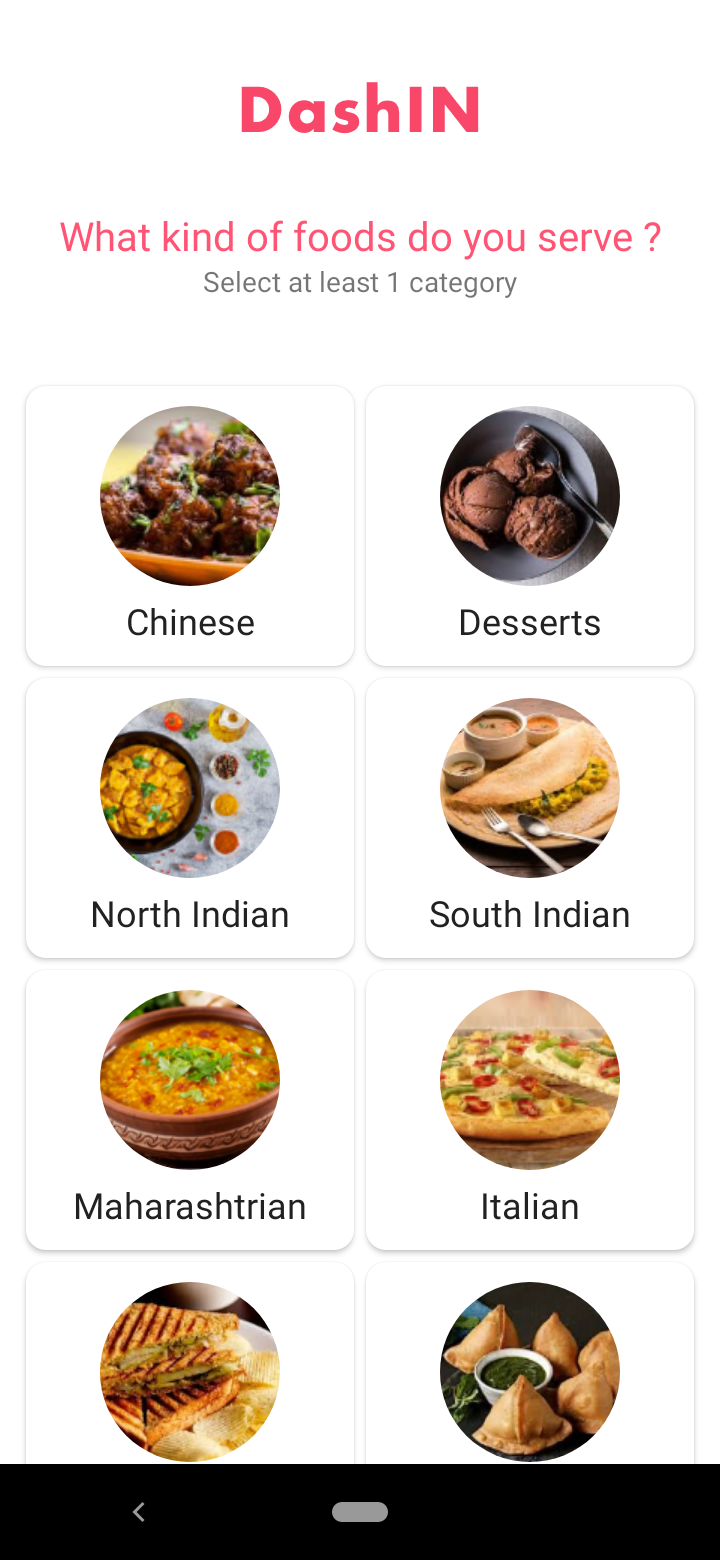 DashIN
What kind of foods do you serve ?
Select at least 1 category
Chinese
Desserts
North Indian
South Indian
Maharashtrian
Italian